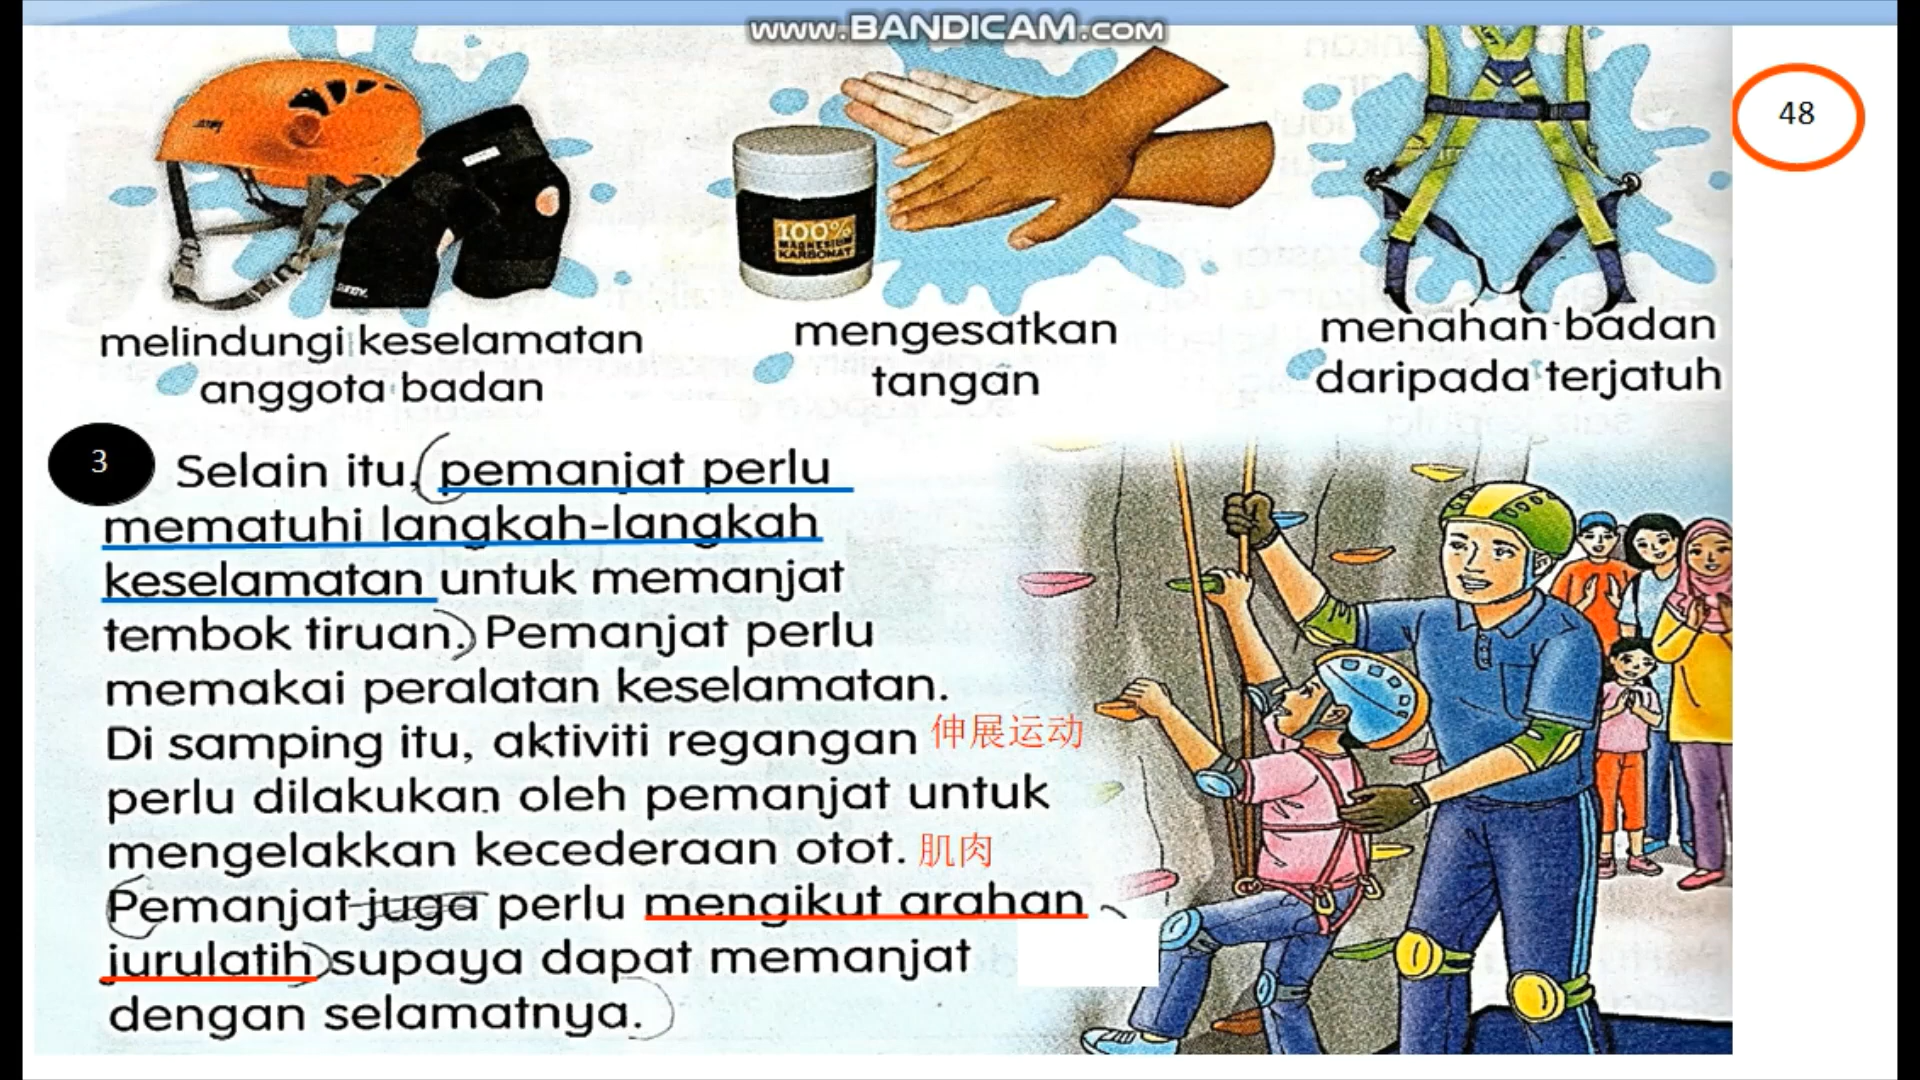 www.BANDICAM.com
48
100%
MAGNESIUM
KARBONAT
melindungi keselamatan
anggota badan
mengesatkan
tangan
menahan badan
daripada terjatuh
3
Selain itu, pemanjat perlu
mematuhi langkah-langkah
keselamatan untuk memanjat
tembok tiruan. Pemanjat perlu
memakai peralatan keselamatan.
Di samping itu, aktiviti regangan 伸展运动
perlu dilakukan oleh pemanjat untuk
mengelakkan kecederaan otot. 肌肉
Pemanjat juga perlu mengikut arahan
jurulatih supaya dapat memanjat
dengan selamatnya.